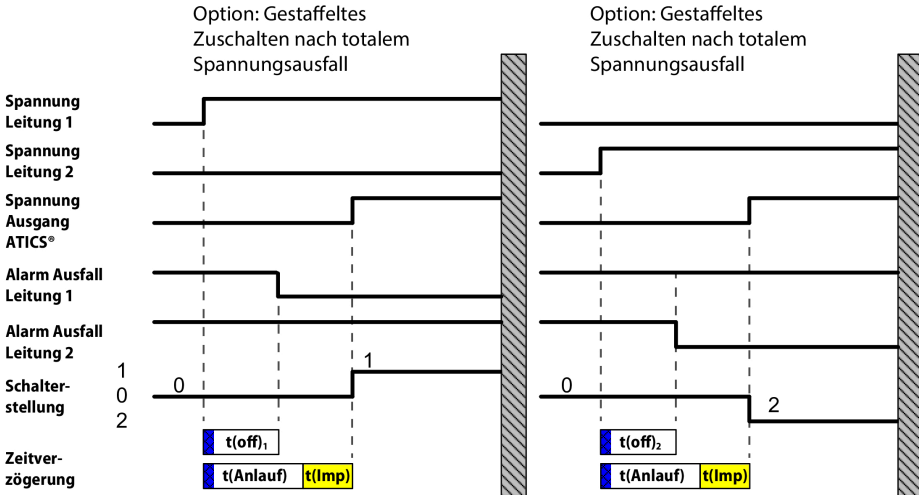 Option: Gestaffeltes
Zuschalten nach totalem
Spannungsausfall
Option: Gestaffeltes
Zuschalten nach totalem
Spannungsausfall
Spannung
Leitung 1
Spannung
Leitung 2
Spannung
Ausgang
ATICS®
Alarm Ausfall
Leitung 1
Alarm Ausfall
Leitung 2
Schalter-
stellung
1
0
2
0
1
0
2
Zeitver-
zögerung
t(off)₁
t(Anlauf) t(Imp)
t(off)₂
t(Anlauf) t(Imp)